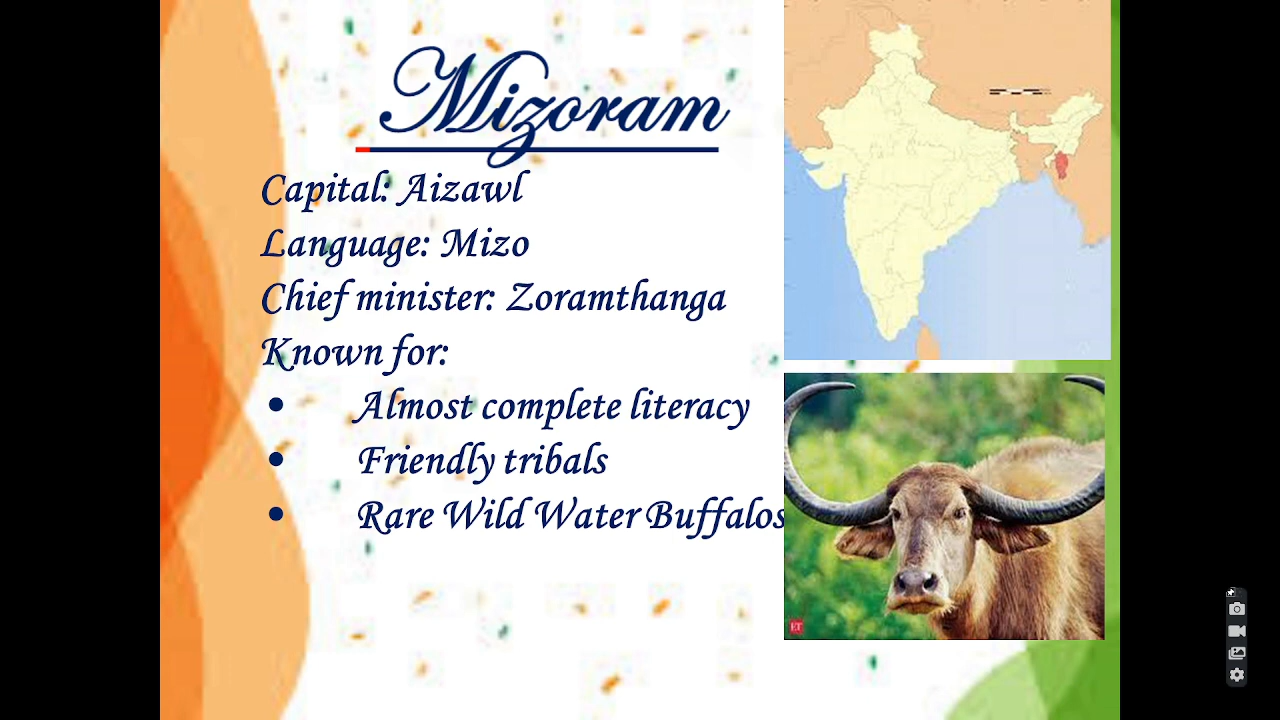 Mizoram
Capital: Aizawl
Language: Mizo
Chief minister: Zoramthanga
Known for:
• Almost complete literacy
• Friendly tribals
• Rare Wild Water Buffalos
ET